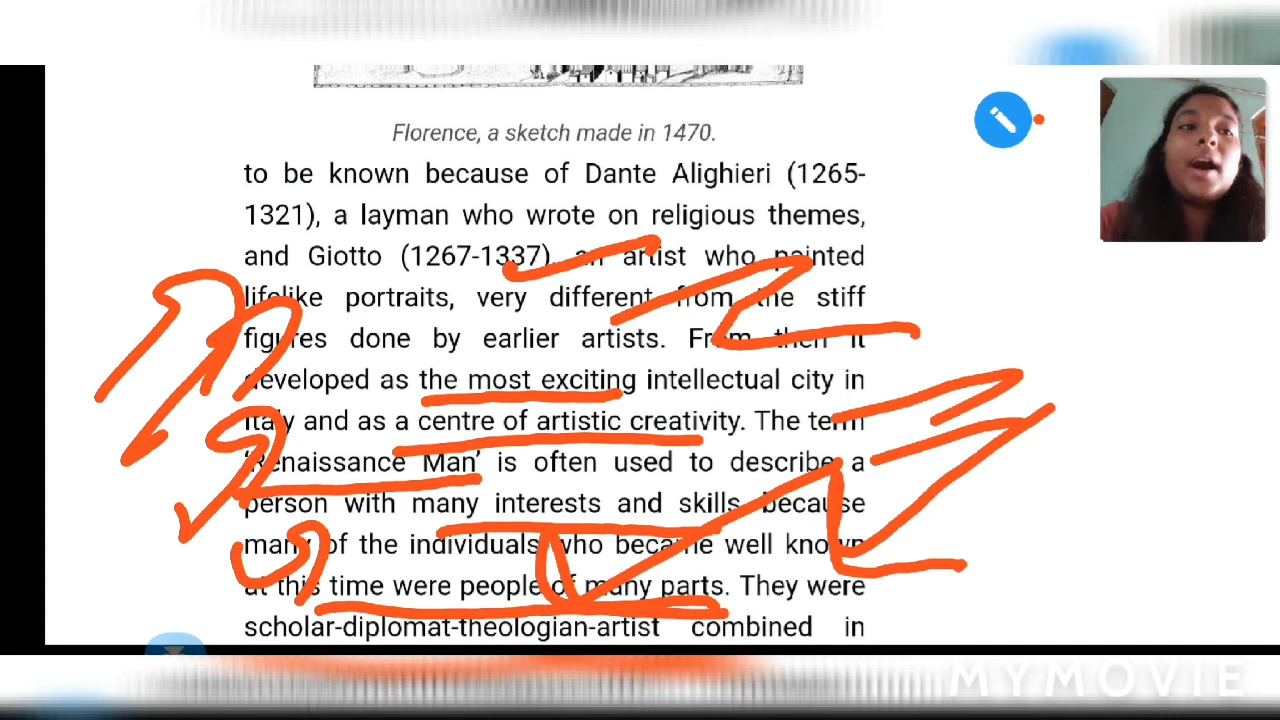 Florence, a sketch made in 1470.
to be known because of Dante Alighieri (1265-
1321), a layman who wrote on religious themes,
and Giotto (1267-1337), an artist who painted
lifelike portraits, very different from the stiff
figures done by earlier artists. From then it
developed as the most exciting intellectual city in
Italy and as a centre of artistic creativity. The term
‘Renaissance Man’ is often used to describe a
person with many interests and skills, because
many of the individuals who became well known
at this time were people of many parts. They were
scholar-diplomat-theologian-artist combined in
MYMOVIE